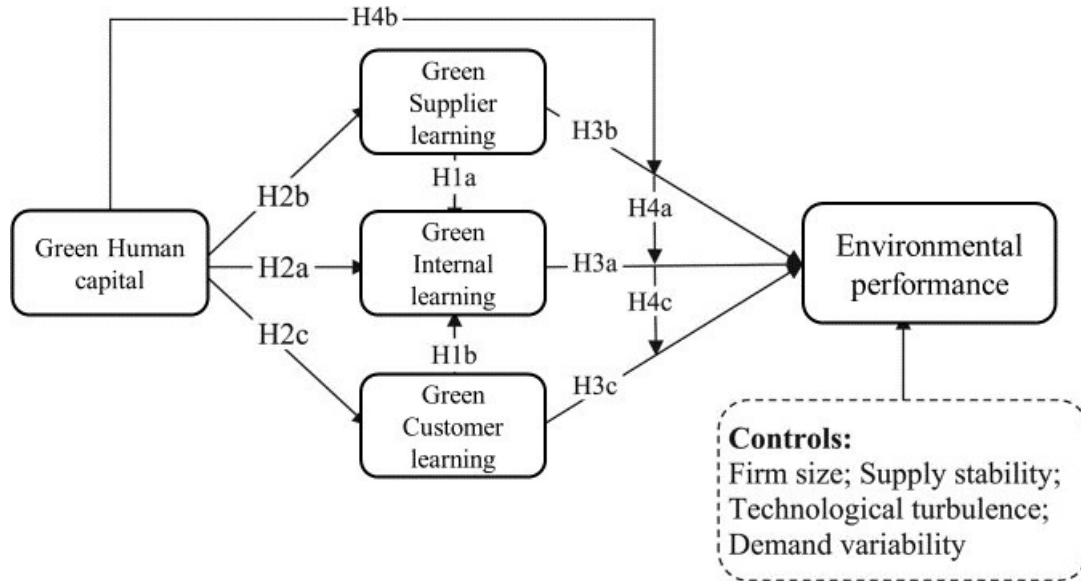 H4b
Green
Supplier
learning
H3b
H1a
H2b
H4a
Green Human
capital
H2a
Green
Internal
learning
H3a
Environmental
performance
H4c
H2c
H1b
Green
Customer
learning
H3c
Controls:
Firm size; Supply stability;
Technological turbulence;
Demand variability